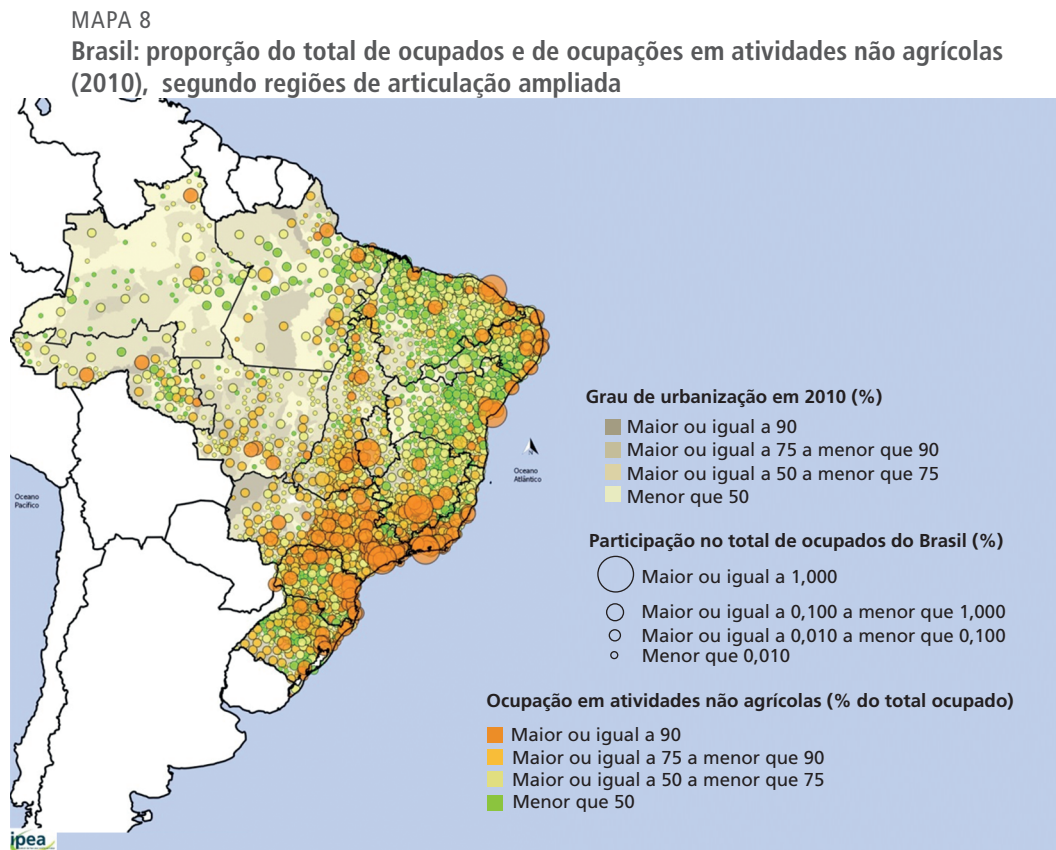 MAPA 8
Brasil: proporção do total de ocupados e de ocupações em atividades não agrícolas
(2010), segundo regiões de articulação ampliada
Grau de urbanização em 2010 (%)
Maior ou igual a 90
Maior ou igual a 75 a menor que 90
Maior ou igual a 50 a menor que 75
Menor que 50
Oceano
Atlântico
Oceano
Pacífico
Participação no total de ocupados do Brasil (%)
Maior ou igual a 1,000
Maior ou igual a 0,100 a menor que 1,000
Maior ou igual a 0,010 a menor que 0,100
Menor que 0,010
Ocupação em atividades não agrícolas (% do total ocupado)
Maior ou igual a 90
Maior ou igual a 75 a menor que 90
Maior ou igual a 50 a menor que 75
Menor que 50
ipea